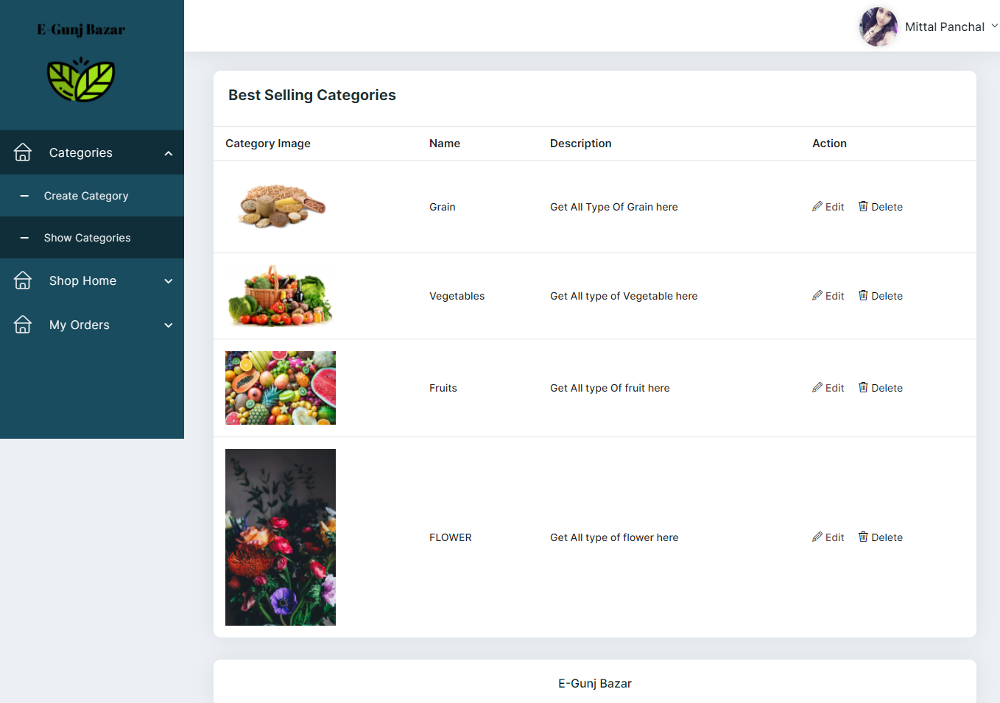 E-Gunj Bazar
Mittal Panchal
Categories
Create Category
Show Categories
Shop Home
My Orders
Best Selling Categories
Category Image Name Description Action
Grain Get All Type Of Grain here Edit Delete
Vegetables Get All type of Vegetable here Edit Delete
Fruits Get All type Of fruit here Edit Delete
FLOWER Get All type of flower here Edit Delete
E-Gunj Bazar